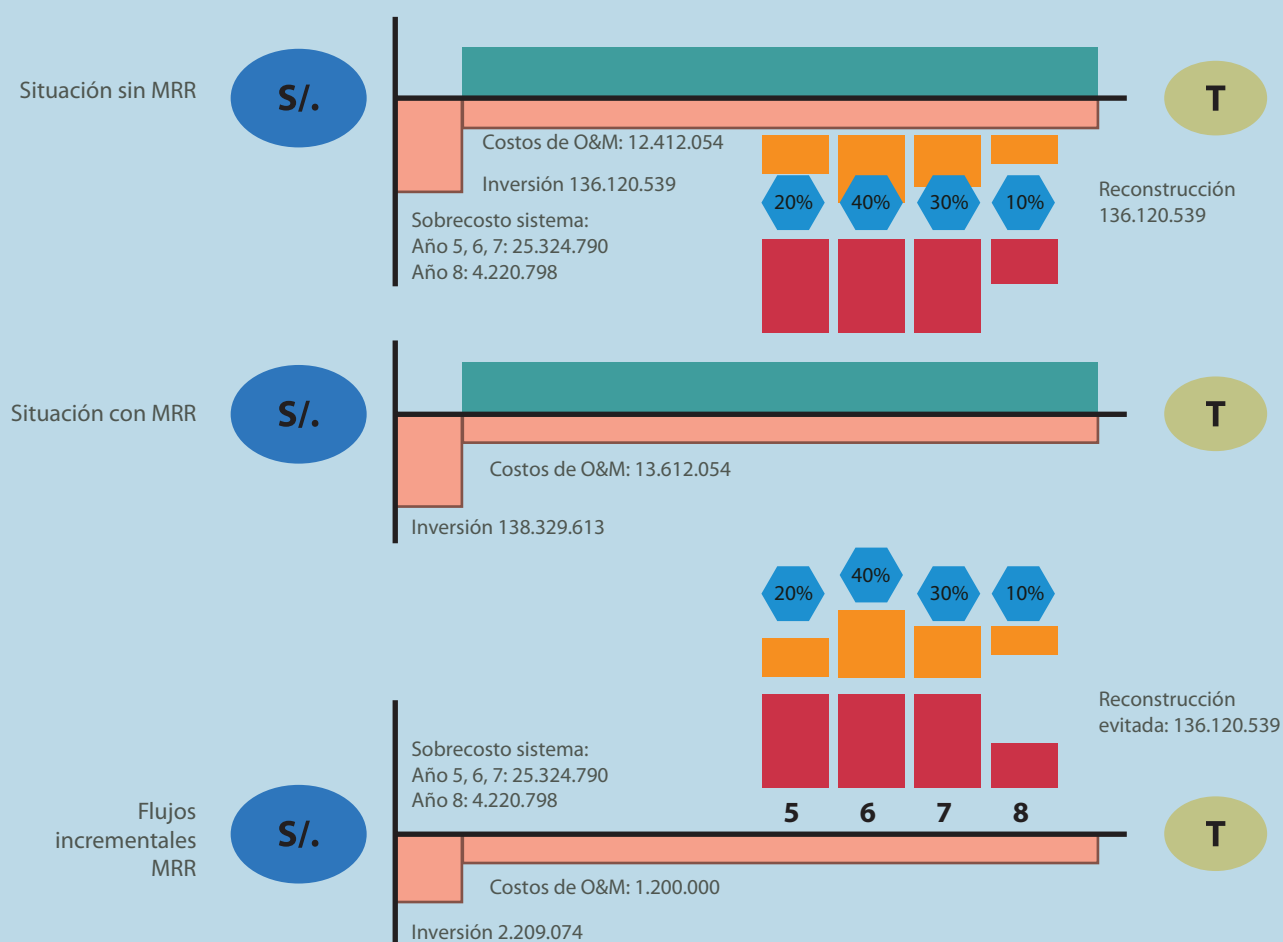 Situación sin MRR
S/.
T
Costos de O&M: 12.412.054
Inversión 136.120.539
Sobrecosto sistema:
Año 5, 6, 7: 25.324.790
Año 8: 4.220.798
20%
40%
30%
10%
Reconstrucción
136.120.539
Situación con MRR
S/.
T
Costos de O&M: 13.612.054
Inversión 138.329.613
20%
40%
30%
10%
Reconstrucción
evitada: 136.120.539
Sobrecosto sistema:
Año 5, 6, 7: 25.324.790
Año 8: 4.220.798
5
6
7
8
Flujos
incrementales
MRR
S/.
T
Costos de O&M: 1.200.000
Inversión 2.209.074